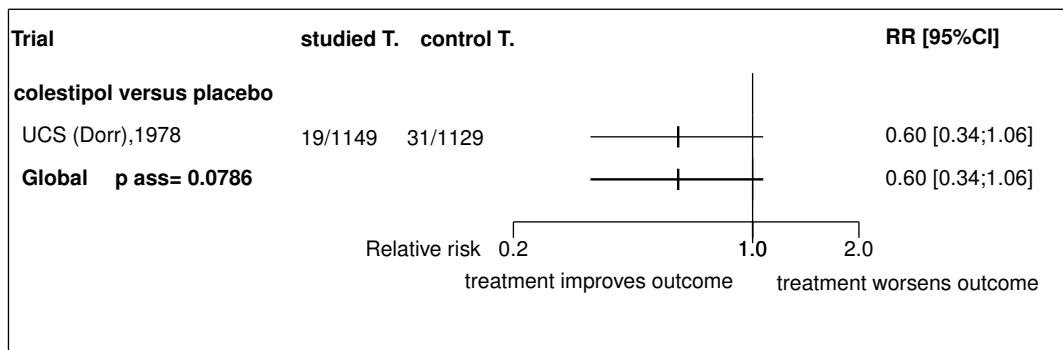 Trial studied T. control T. RR [95%CI]
colestipol versus placebo
UCS (Dorr),1978 19/1149 31/1129 0.60 [0.34;1.06]
Global p ass= 0.0786 0.60 [0.34;1.06]
Relative risk 0.2 1.0 2.0
treatment improves outcome treatment worsens outcome